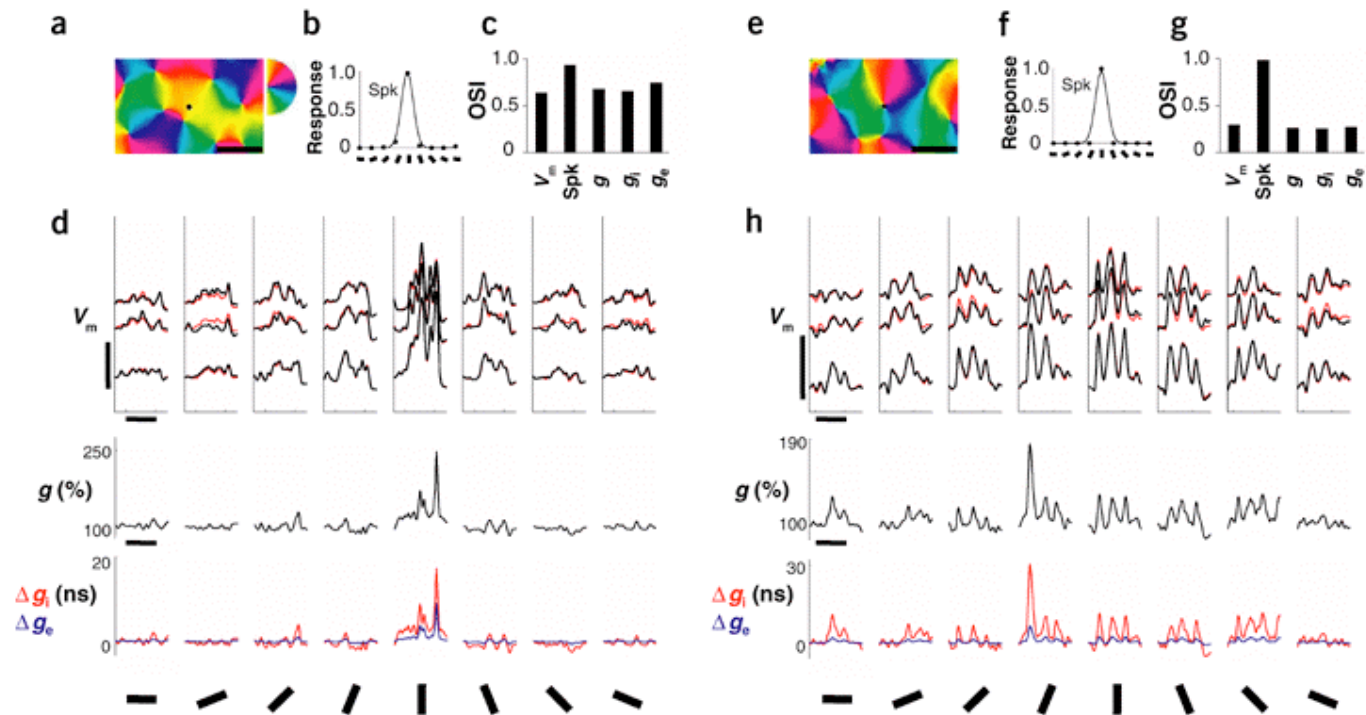 a
b
c
Response
1.0
0.5
0
Spk
OSI
1.0
0.5
0
Vm
Spk
g
gi
ge
d
Vm
g (%)
250
100
Δgi (ns)
Δge
20
0
e
f
g
Response
1.0
0.5
0
Spk
OSI
1.0
0.5
0
Vm
Spk
g
gi
ge
h
Vm
g (%)
190
100
Δgi (ns)
Δge
30
0